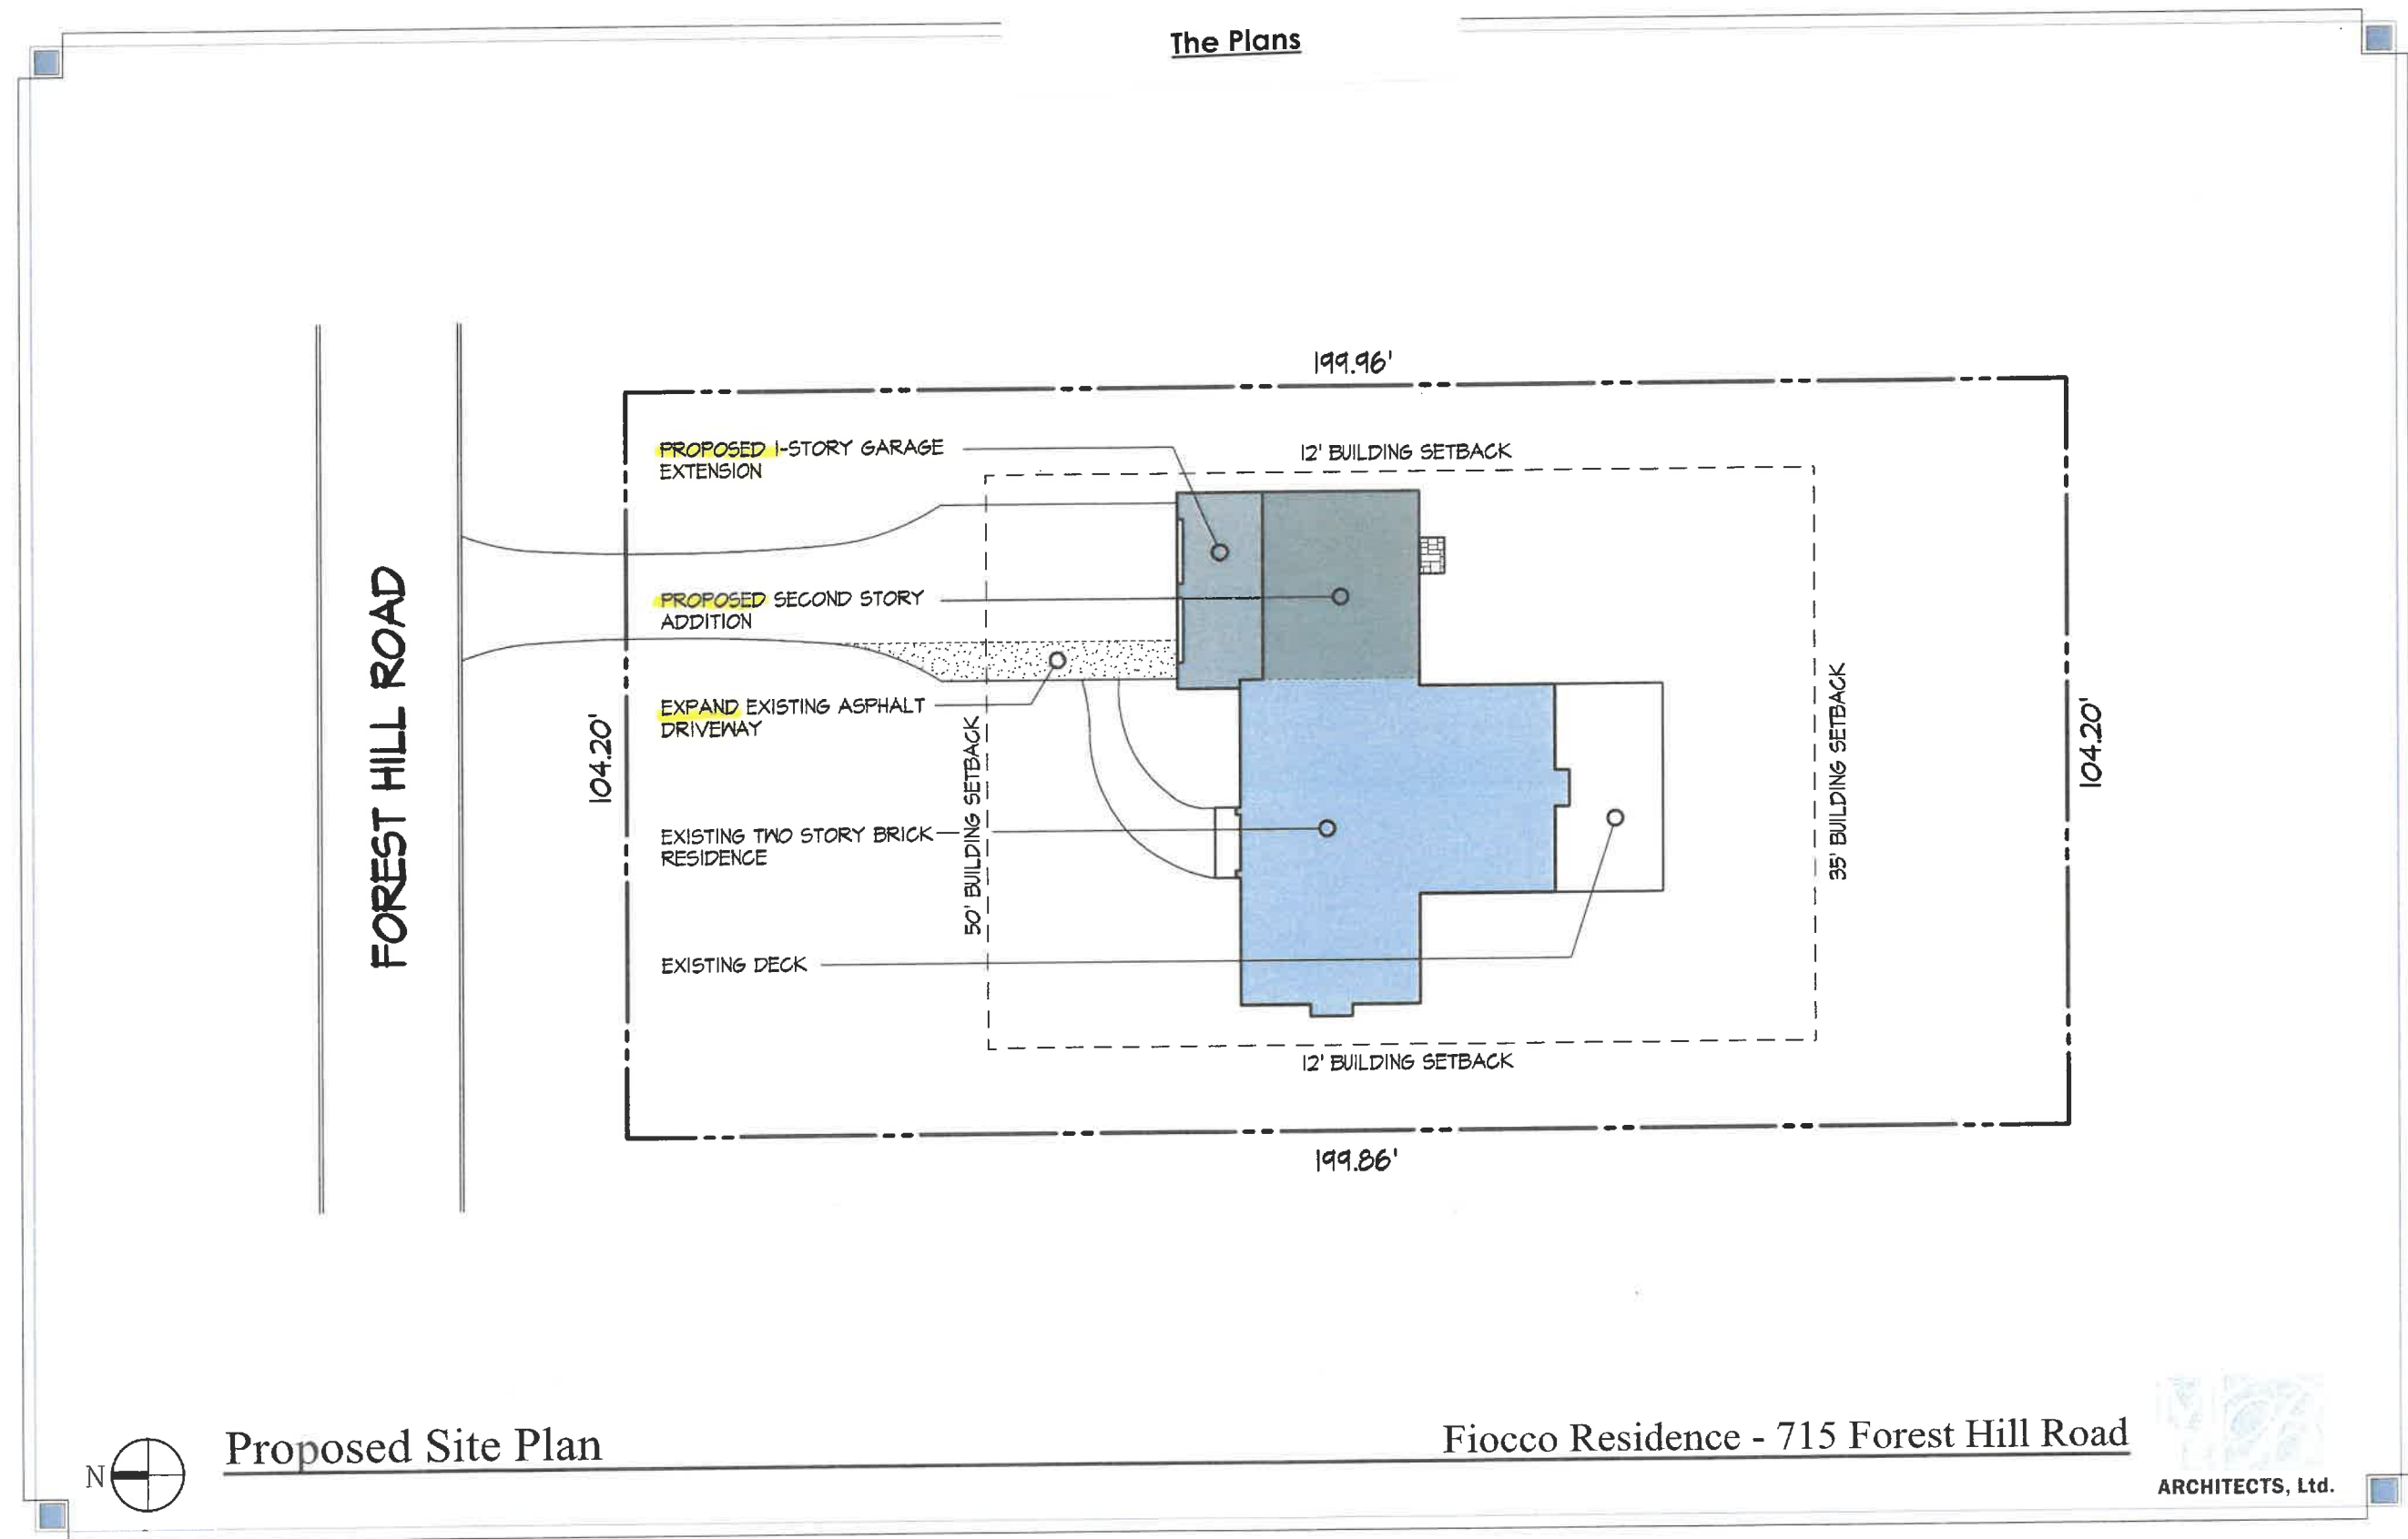 The Plans
199.96'
PROPOSED 1-STORY GARAGE
EXTENSION
12' BUILDING SETBACK
PROPOSED SECOND STORY
ADDITION
EXPAND EXISTING ASPHALT
DRIVEWAY
FOREST HILL ROAD
104.20'
50' BUILDING SETBACK
35' BUILDING SETBACK
104.20'
EXISTING TWO STORY BRICK
RESIDENCE
EXISTING DECK
12' BUILDING SETBACK
199.86'
N
Proposed Site Plan
Fiocco Residence - 715 Forest Hill Road
ARCHITECTS, Ltd.